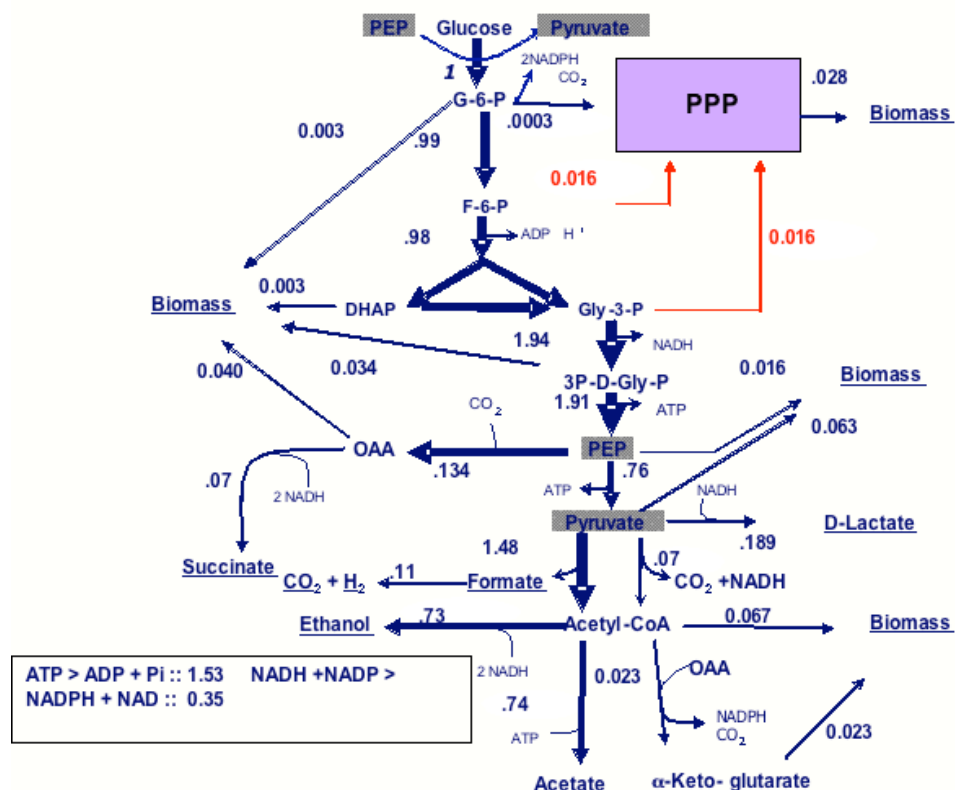 PEP Glucose Pyruvate
1
2NADPH
CO2
G-6-P
.0003
PPP
.028
Biomass
0.003
.99
0.016
F-6-P
.98
ADP H '
0.016
0.003
Biomass
DHAP
Gly-3-P
1.94
NADH
0.040
0.034
3P-D-Gly-P
0.016
Biomass
1.91
ATP
CO2
0.063
OAA
PEP
.134
.76
.07
2 NADH
ATP
NADH
Pyruvate
D-Lactate
.189
1.48
.07
Succinate
CO2 + H2
.11
Formate
CO2 +NADH
Ethanol
.73
Acetyl-CoA
0.067
Biomass
ATP > ADP + Pi :: 1.53 NADH +NADP >
NADPH + NAD :: 0.35
2 NADH
0.023
OAA
.74
ATP
NADPH
CO2
0.023
Acetate
α-Keto- glutarate